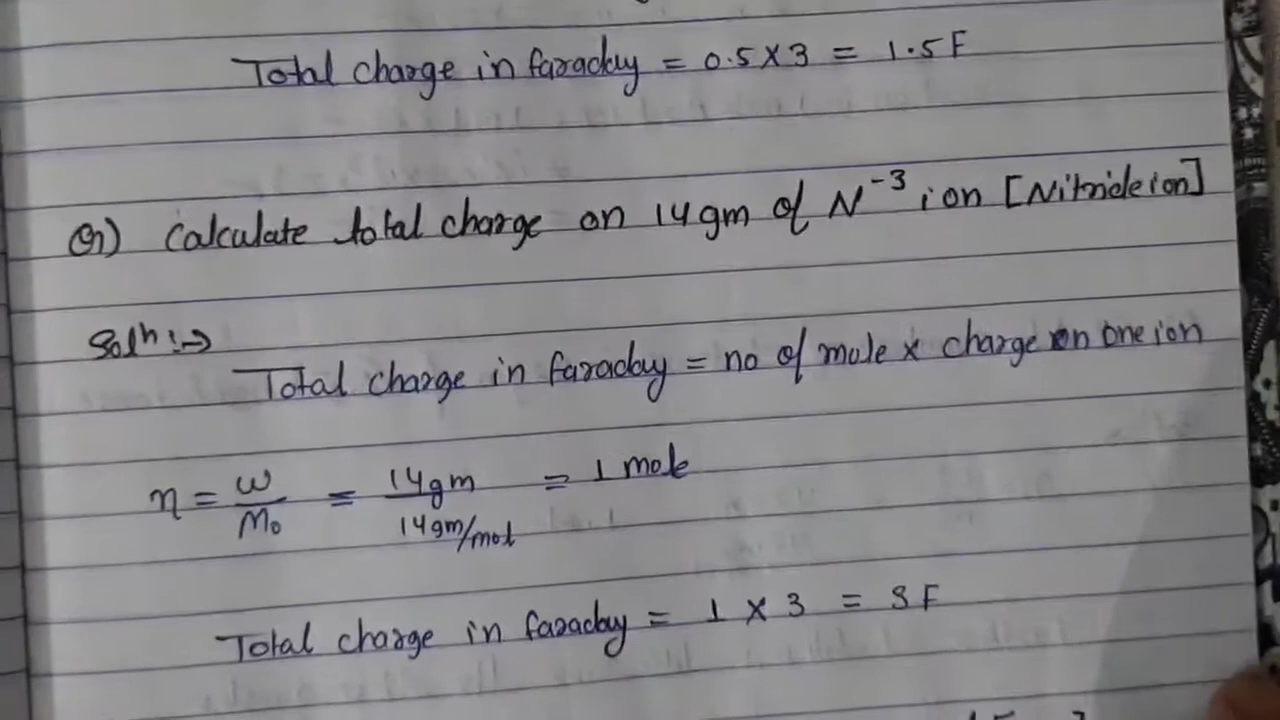 Total charge in faraday = 0.5 × 3 = 1.5 F
Q1) Calculate total charge on 14 gm of N⁻³ ion [Nitride ion]
Solⁿ :→
Total charge in faraday = no of mole × charge on one ion
n = w/M₀ = 14gm/14gm/mol = 1 mole
Total charge in faraday = 1 × 3 = 3 F